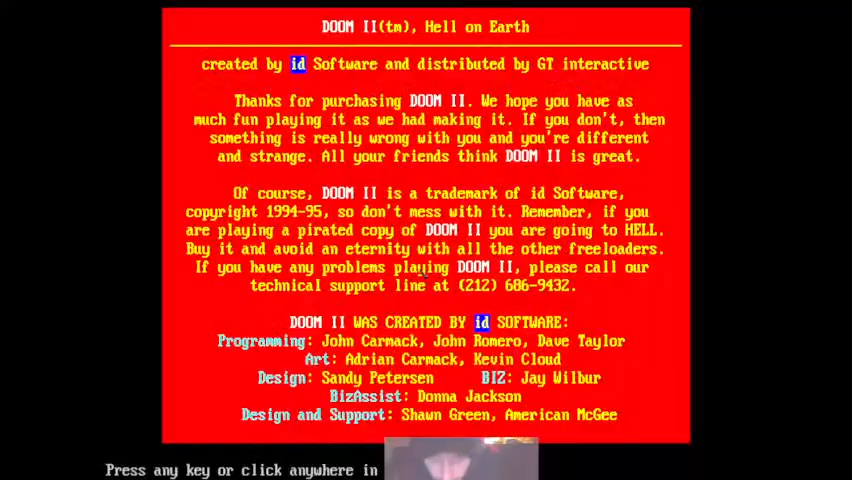 DOOM II(tm), Hell on Earth
created by id Software and distributed by GT interactive
Thanks for purchasing DOOM II. We hope you have as
much fun playing it as we had making it. If you don't, then
something is really wrong with you and you're different
and strange. All your friends think DOOM II is great.
Of course, DOOM II is a trademark of id Software,
copyright 1994-95, so don't mess with it. Remember, if you
are playing a pirated copy of DOOM II you are going to HELL.
Buy it and avoid an eternity with all the other freeloaders.
If you have any problems playing DOOM II, please call our
technical support line at (212) 686-9432.
DOOM II WAS CREATED BY id SOFTWARE:
Programming: John Carmack, John Romero, Dave Taylor
Art: Adrian Carmack, Kevin Cloud
Design: Sandy Petersen BIZ: Jay Wilbur
BizAssist: Donna Jackson
Design and Support: Shawn Green, American McGee
Press any key or click anywhere in